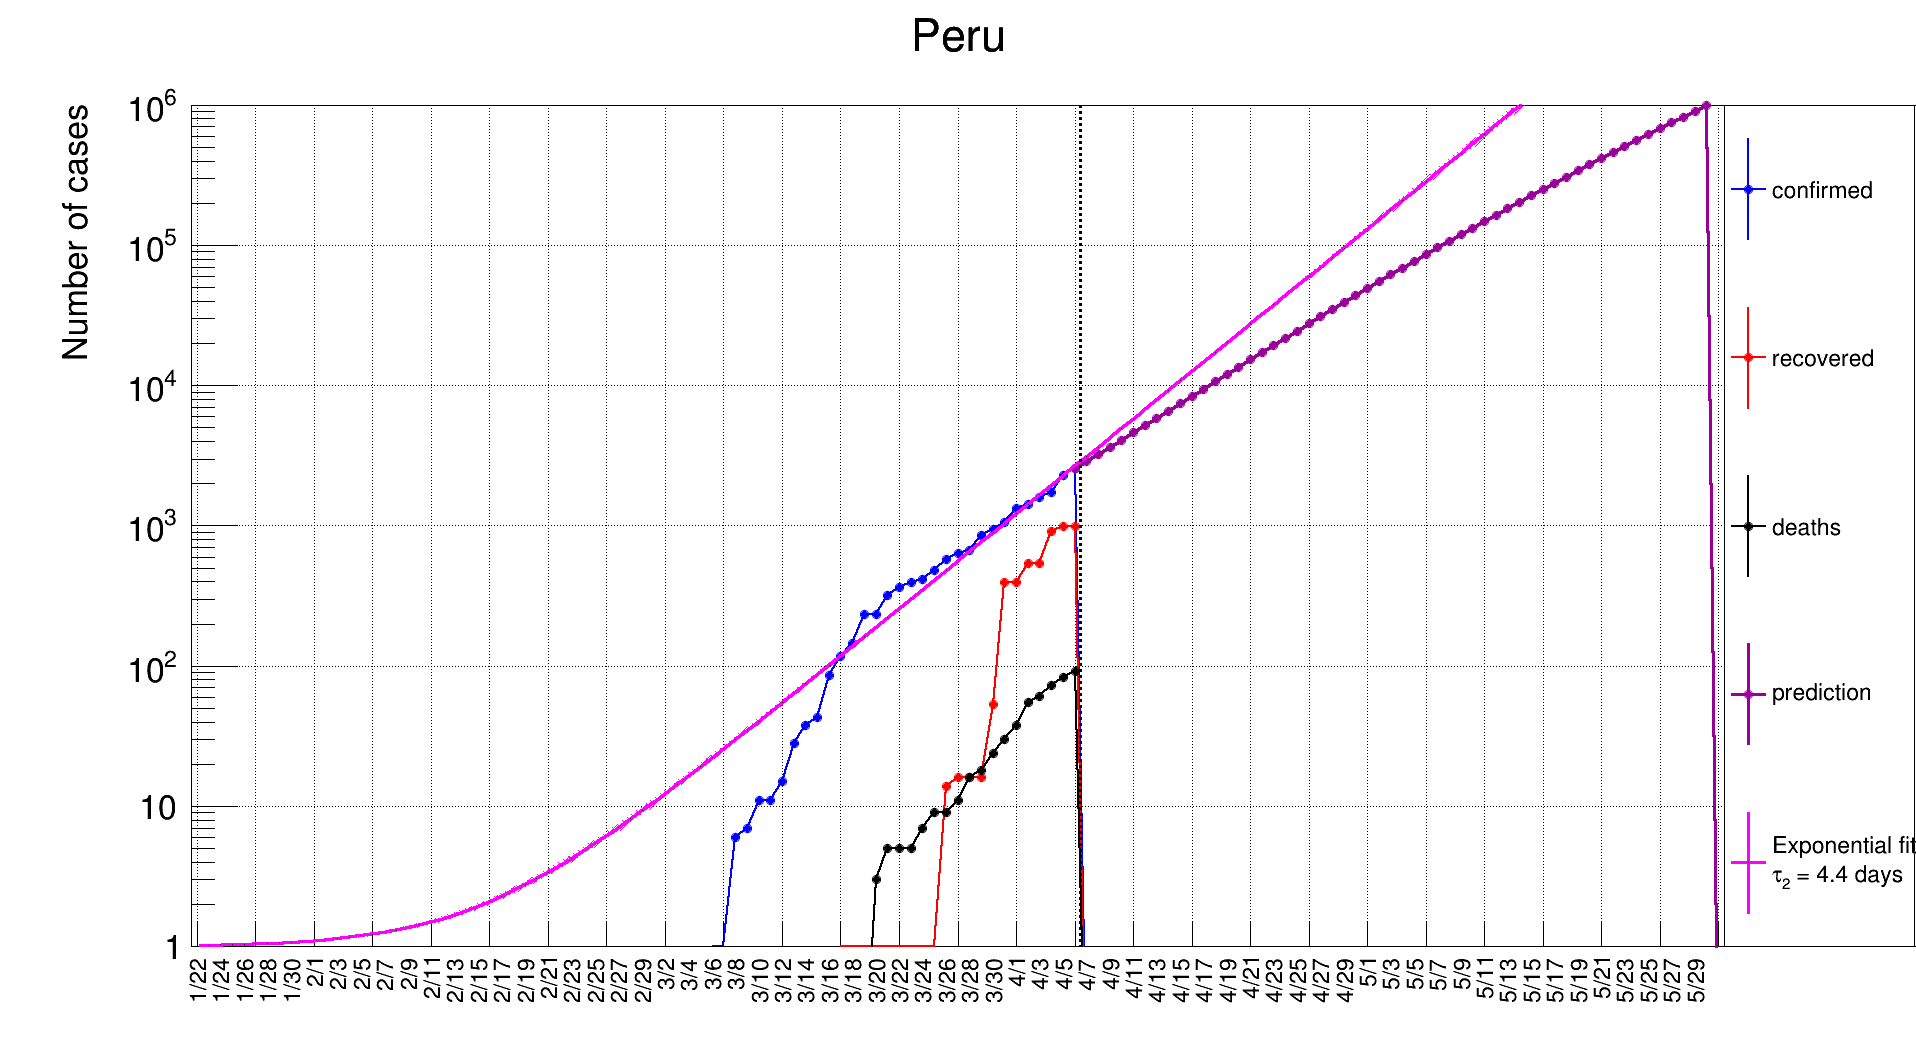 Peru
Number of cases
10^6
10^5
10^4
10^3
10^2
10
1
1/22 1/24 1/26 1/28 1/30 2/1 2/3 2/5 2/7 2/9 2/11 2/13 2/15 2/17 2/19 2/21 2/23 2/25 2/27 2/29 3/2 3/4 3/6 3/8 3/10 3/12 3/14 3/16 3/18 3/20 3/22 3/24 3/26 3/28 3/30 4/1 4/3 4/5 4/7 4/9 4/11 4/13 4/15 4/17 4/19 4/21 4/23 4/25 4/27 4/29 5/1 5/3 5/5 5/7 5/9 5/11 5/13 5/15 5/17 5/19 5/21 5/23 5/25 5/27 5/29
confirmed
recovered
deaths
prediction
Exponential fit
τ₂ = 4.4 days